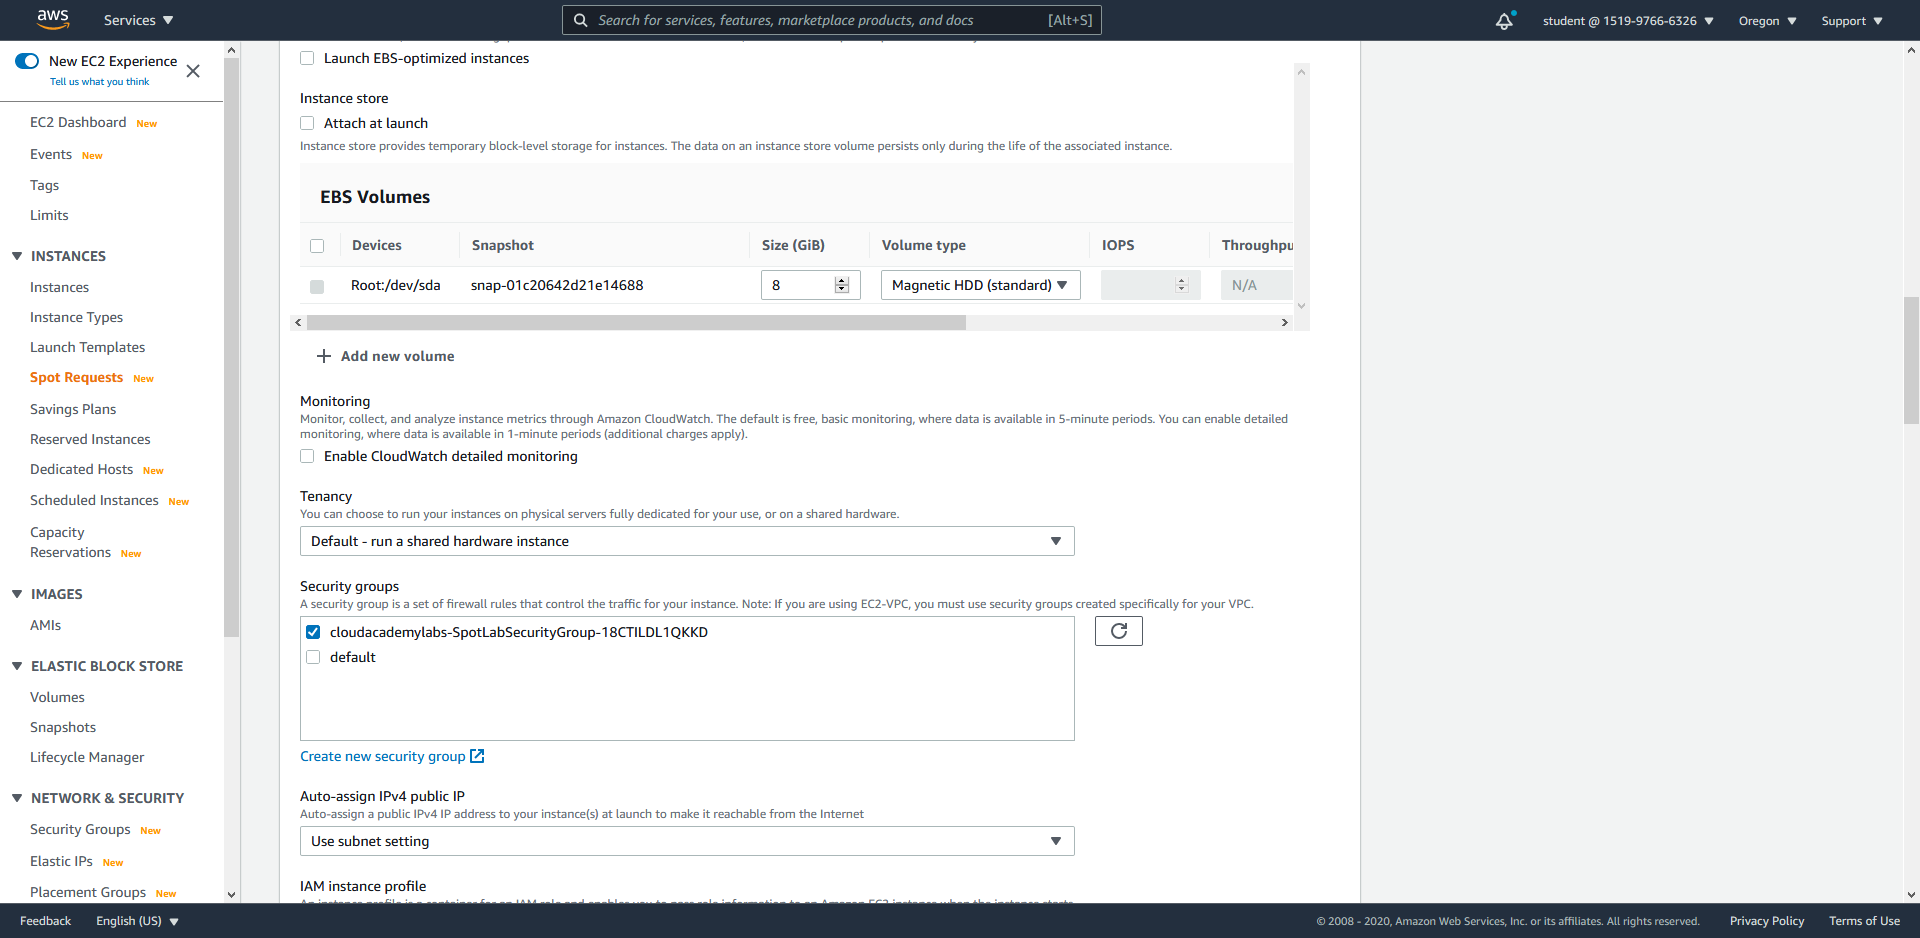 aws
Services
Search for services, features, marketplace products, and docs [Alt+S]
student @ 1519-9766-6326
Oregon
Support
New EC2 Experience
Tell us what you think
EC2 Dashboard New
Events New
Tags
Limits
INSTANCES
Instances
Instance Types
Launch Templates
Spot Requests New
Savings Plans
Reserved Instances
Dedicated Hosts New
Scheduled Instances New
Capacity
Reservations New
IMAGES
AMIs
ELASTIC BLOCK STORE
Volumes
Snapshots
Lifecycle Manager
NETWORK & SECURITY
Security Groups New
Elastic IPs New
Placement Groups New
Launch EBS-optimized instances
Instance store
Attach at launch
Instance store provides temporary block-level storage for instances. The data on an instance store volume persists only during the life of the associated instance.
EBS Volumes
Devices Snapshot Size (GiB) Volume type IOPS Throughpu
Root:/dev/sda snap-01c20642d21e14688 8 Magnetic HDD (standard) N/A
Add new volume
Monitoring
Monitor, collect, and analyze instance metrics through Amazon CloudWatch. The default is free, basic monitoring, where data is available in 5-minute periods. You can enable detailed
monitoring, where data is available in 1-minute periods (additional charges apply).
Enable CloudWatch detailed monitoring
Tenancy
You can choose to run your instances on physical servers fully dedicated for your use, or on a shared hardware.
Default - run a shared hardware instance
Security groups
A security group is a set of firewall rules that control the traffic for your instance. Note: If you are using EC2-VPC, you must use security groups created specifically for your VPC.
cloudacademylabs-SpotLabSecurityGroup-18CTILDL1QKKD
default
Create new security group
Auto-assign IPv4 public IP
Auto-assign a public IPv4 IP address to your instance(s) at launch to make it reachable from the Internet
Use subnet setting
IAM instance profile
Feedback
English (US)
© 2008 - 2020, Amazon Web Services, Inc. or its affiliates. All rights reserved.
Privacy Policy
Terms of Use